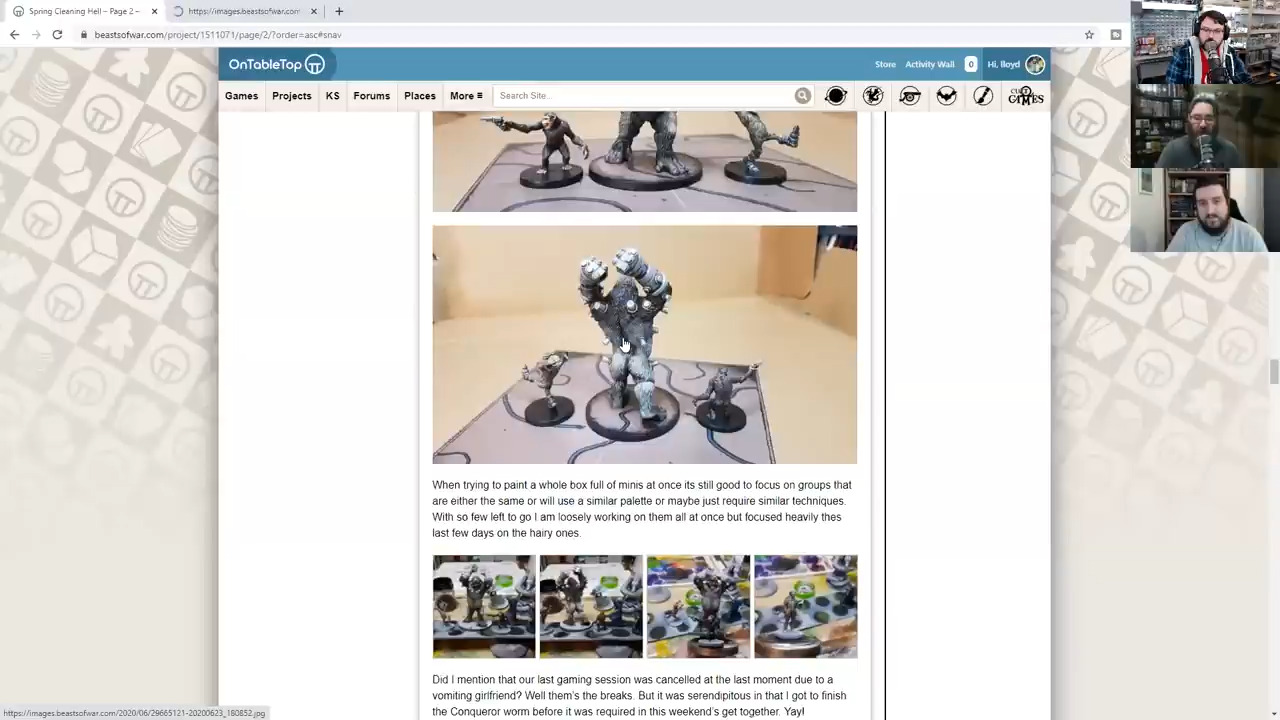 Spring Cleaning Hell – Page 2 –
https://images.beastsofwar.com
beastsofwar.com/project/1511071/page/2/?order=asc#snav
OnTableTop
Store
Activity Wall
0
Hi, lloyd
Games
Projects
KS
Forums
Places
More
Search Site...
GAMES
When trying to paint a whole box full of minis at once its still good to focus on groups that
are either the same or will use a similar palette or maybe just require similar techniques.
With so few left to go I am loosely working on them all at once but focused heavily thes
last few days on the hairy ones.
Did I mention that our last gaming session was cancelled at the last moment due to a
vomiting girlfriend? Well them's the breaks. But it was serendipitous in that I got to finish
the Conqueror worm before it was required in this weekend's get together. Yay!
https://images.beastsofwar.com/2020/06/29665121-20200623_180852.jpg